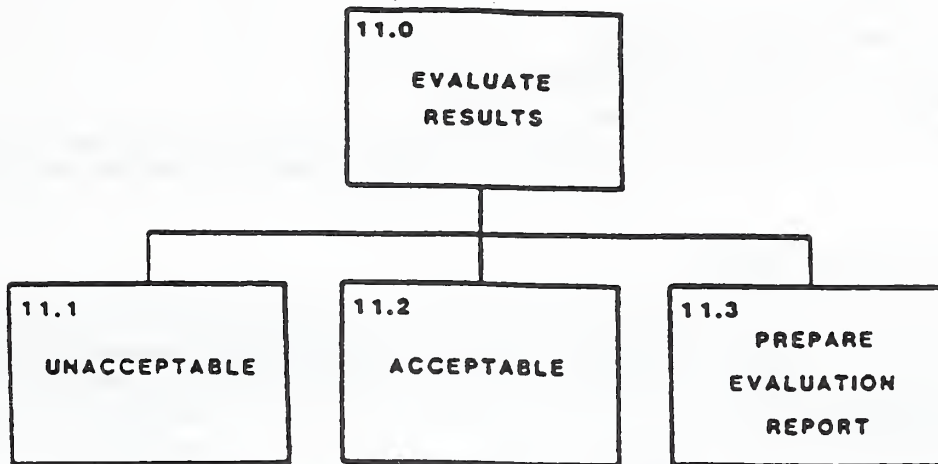 11.0
EVALUATE
RESULTS
11.1
UNACCEPTABLE
11.2
ACCEPTABLE
11.3
PREPARE
EVALUATION
REPORT